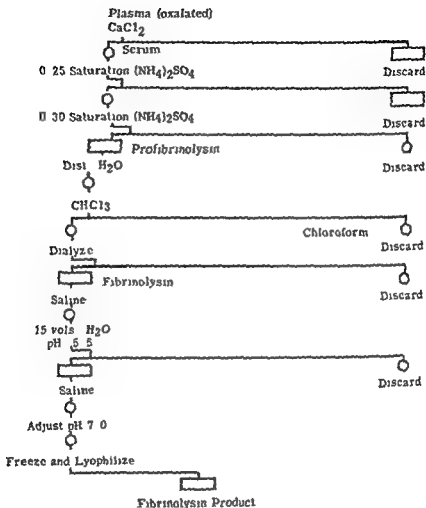 Plasma (oxalated)
CaCl2
Serum
0 25 Saturation (NH4)2SO4
Discard
0 30 Saturation (NH4)2SO4
Discard
Profibrinolysin
Dist H2O
Discard
CHCl3
Chloroform
Discard
Dialyze
Fibrinolysin
Discard
Saline
15 vols H2O
pH 5 5
Discard
Saline
Adjust pH 7 0
Freeze and Lyophilize
Fibrinolysin Product